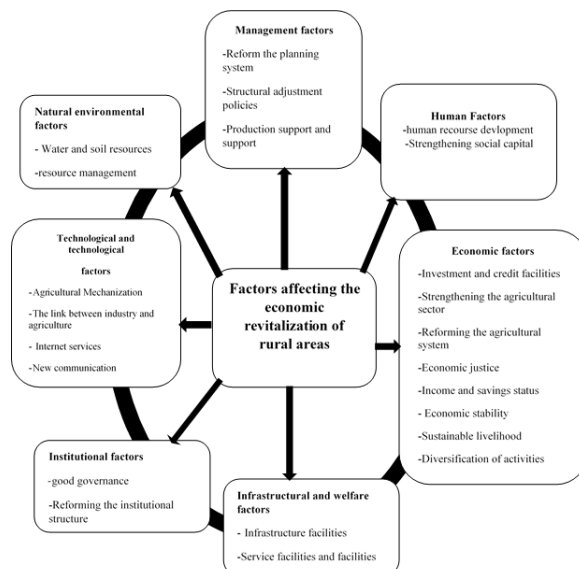 Management factors
-Reform the planning
system
-Structural adjustment
policies
-Production support and
support
Natural environmental
factors
- Water and soil resources
-resource management
Human Factors
-human recourse devlopment
-Strengthening social capital
Technological and
technological
factors
-Agricultural Mechanization
-The link between industry and
agriculture
- Internet services
-New communication
Factors affecting the
economic
revitalization of
rural areas
Economic factors
-Investment and credit facilities
-Strengthening the agricultural
sector
-Reforming the agricultural
system
-Economic justice
-Income and savings status
- Economic stability
-Sustainable livelihood
-Diversification of activities
Institutional factors
-good governance
-Reforming the institutional
structure
Infrastructural and welfare
factors
- Infrastructure facilities
-Service facilities and facilities